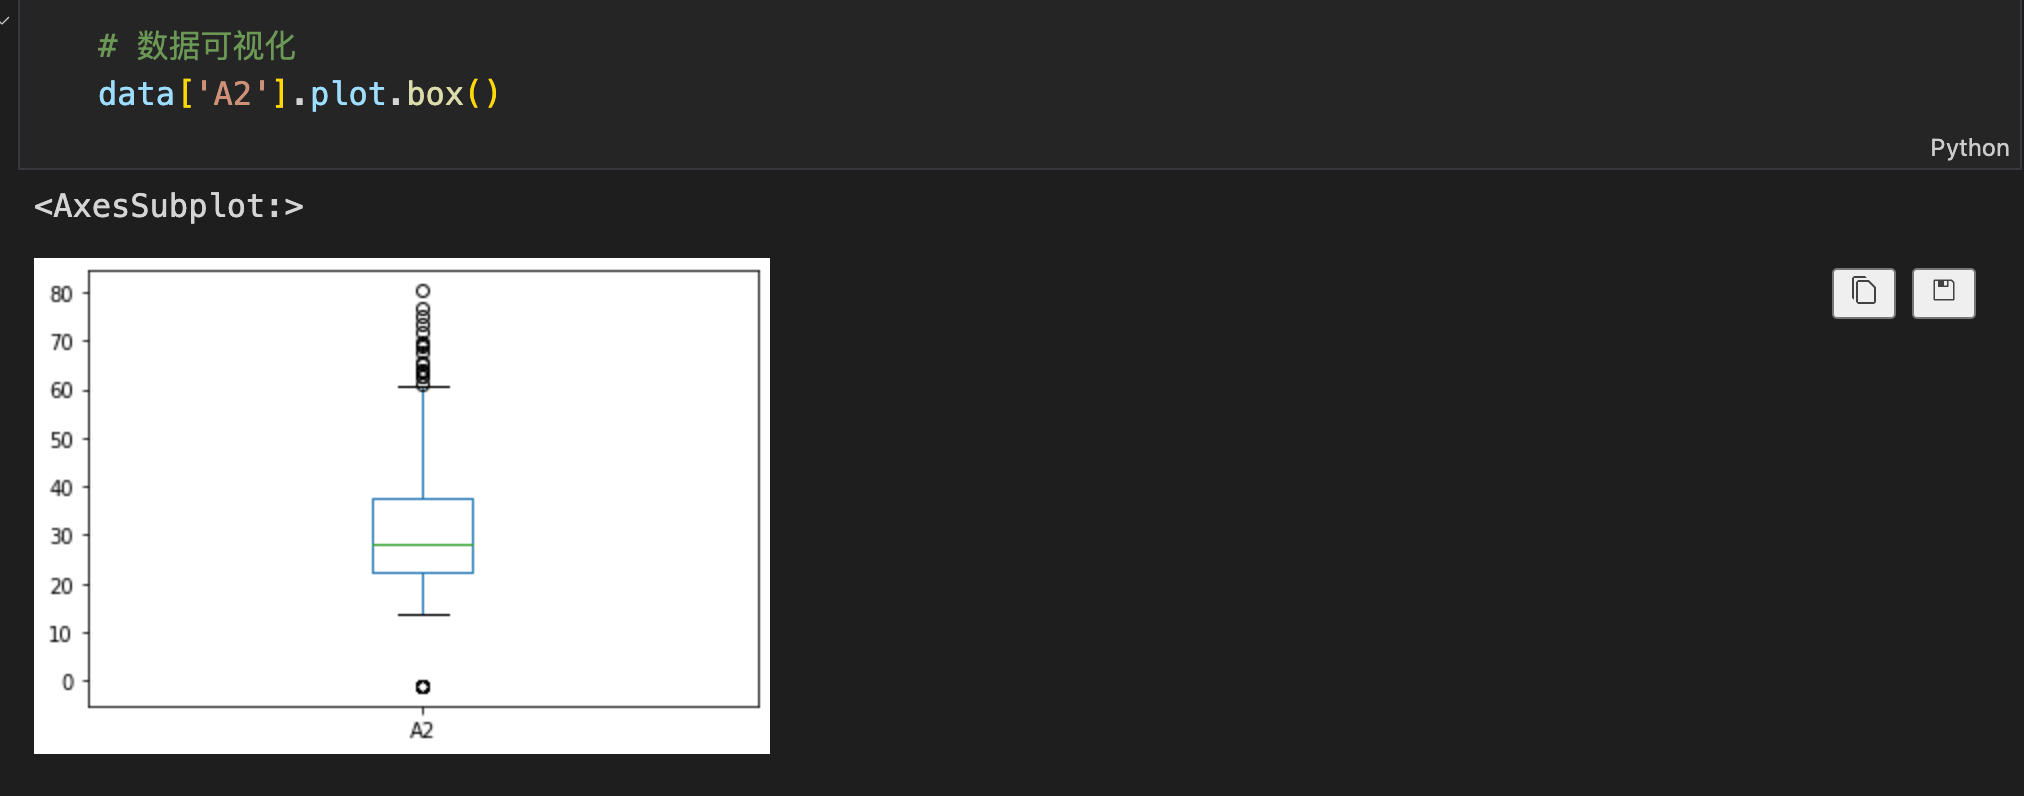 # 数据可视化
data['A2'].plot.box()
Python
<AxesSubplot:>
80
70
60
50
40
30
20
10
0
A2